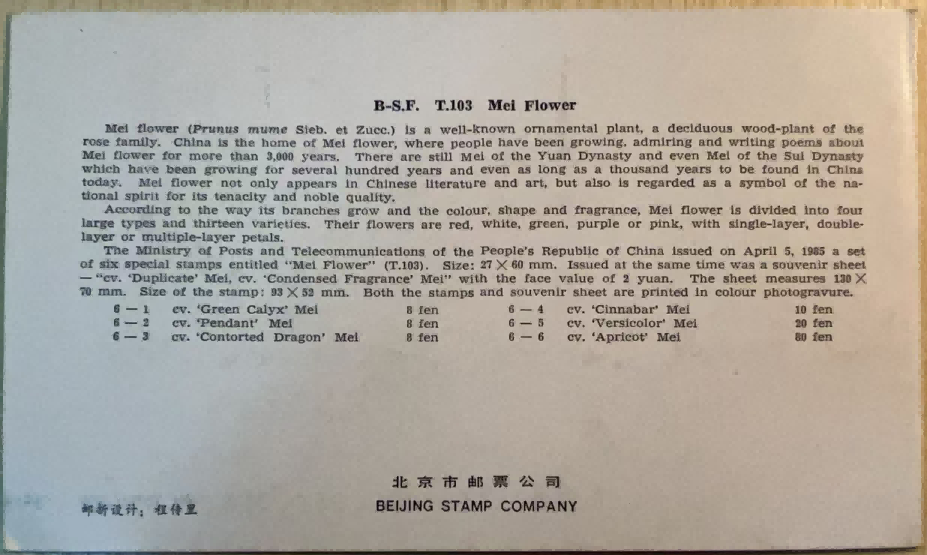 B-S.F. T.103 Mei Flower
Mei flower (Prunus mume Sieb. et Zucc.) is a well-known ornamental plant, a deciduous wood-plant of the
rose family. China is the home of Mei flower, where people have been growing, admiring and writing poems about
Mei flower for more than 3,000 years. There are still Mei of the Yuan Dynasty and even Mei of the Sui Dynasty
which have been growing for several hundred years and even as long as a thousand years to be found in China
today. Mei flower not only appears in Chinese literature and art, but also is regarded as a symbol of the na-
tional spirit for its tenacity and noble quality.
According to the way its branches grow and the colour, shape and fragrance, Mei flower is divided into four
large types and thirteen varieties. Their flowers are red, white, green, purple or pink, with single-layer, double-
layer or multiple-layer petals.
The Ministry of Posts and Telecommunications of the People's Republic of China issued on April 5, 1985 a set
of six special stamps entitled "Mei Flower" (T.103). Size: 27 × 60 mm. Issued at the same time was a souvenir sheet
— "cv. 'Duplicate' Mei, cv. 'Condensed Fragrance' Mei" with the face value of 2 yuan. The sheet measures 130 ×
70 mm. Size of the stamp: 93 × 52 mm. Both the stamps and souvenir sheet are printed in colour photogravure.
6 — 1 cv. 'Green Calyx' Mei 8 fen 6 — 4 cv. 'Cinnabar' Mei 10 fen
6 — 2 cv. 'Pendant' Mei 8 fen 6 — 5 cv. 'Versicolor' Mei 20 fen
6 — 3 cv. 'Contorted Dragon' Mei 8 fen 6 — 6 cv. 'Apricot' Mei 80 fen
北京市邮票公司
BEIJING STAMP COMPANY
邮折设计：程传里